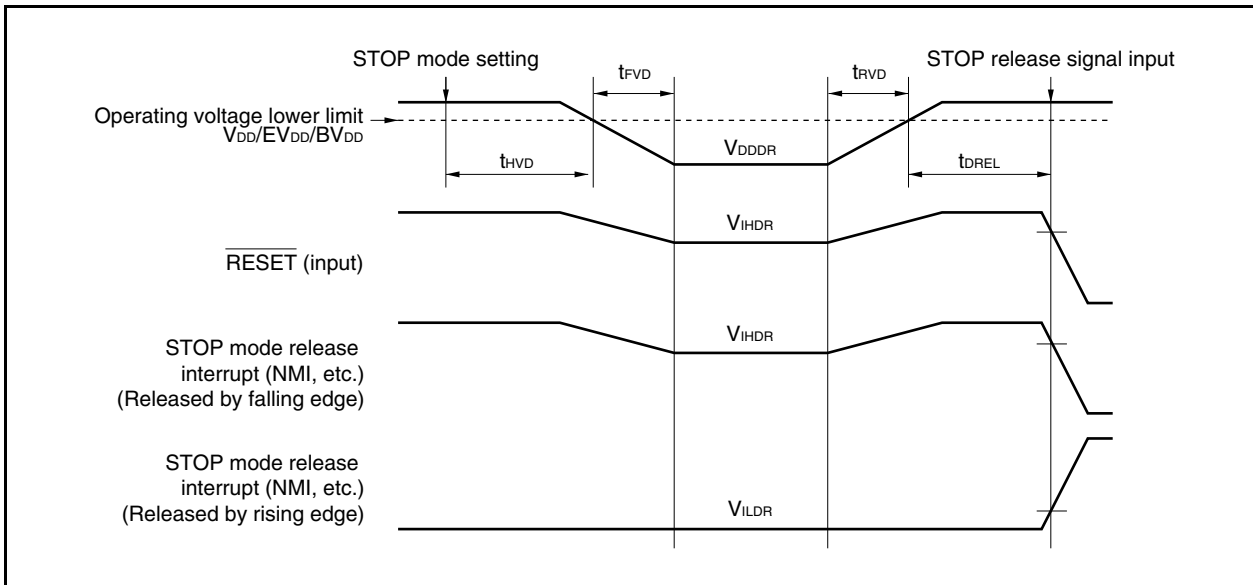 STOP mode setting
tFVD
tRVD
STOP release signal input
Operating voltage lower limit
VDD/EVDD/BVDD
VDDDR
tHVD
tDREL
VIHDR
RESET (input)
VIHDR
STOP mode release
interrupt (NMI, etc.)
(Released by falling edge)
STOP mode release
interrupt (NMI, etc.)
(Released by rising edge)
VILDR